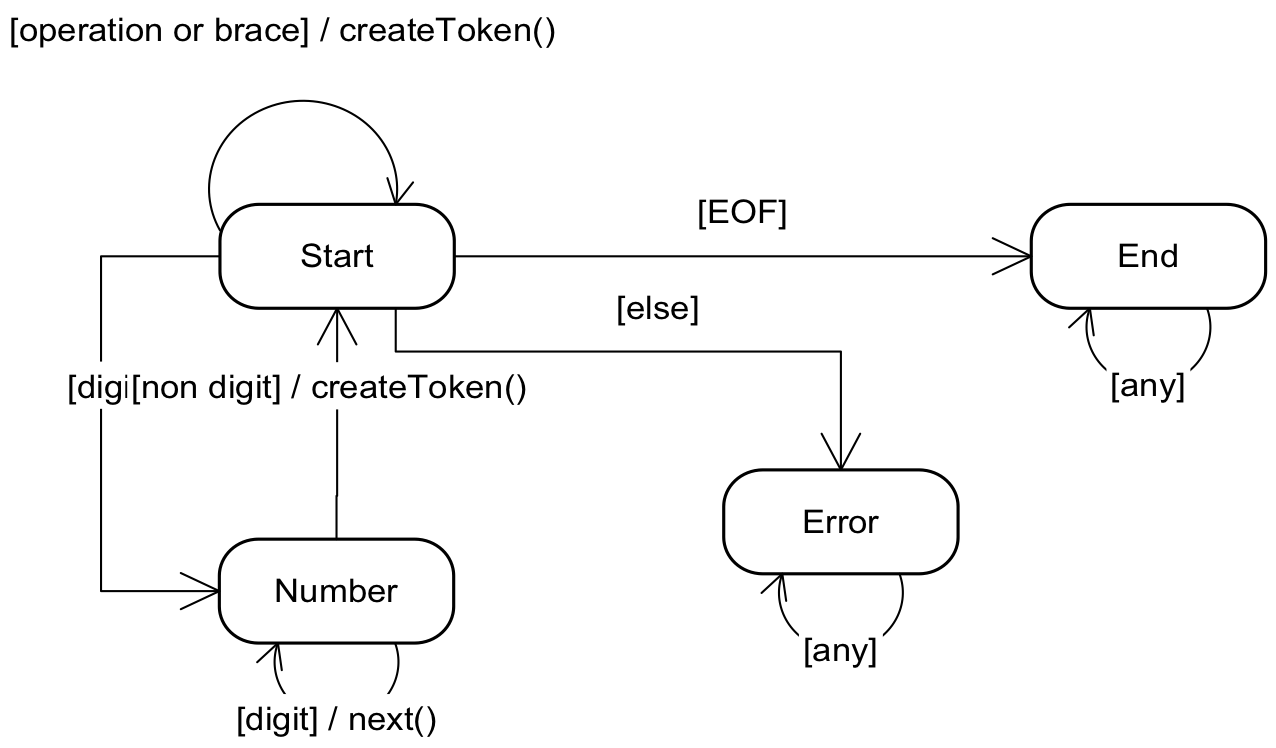 [operation or brace] / createToken()
[EOF]
Start
End
[else]
[digi[non digit] / createToken()
[any]
Error
Number
[any]
[digit] / next()